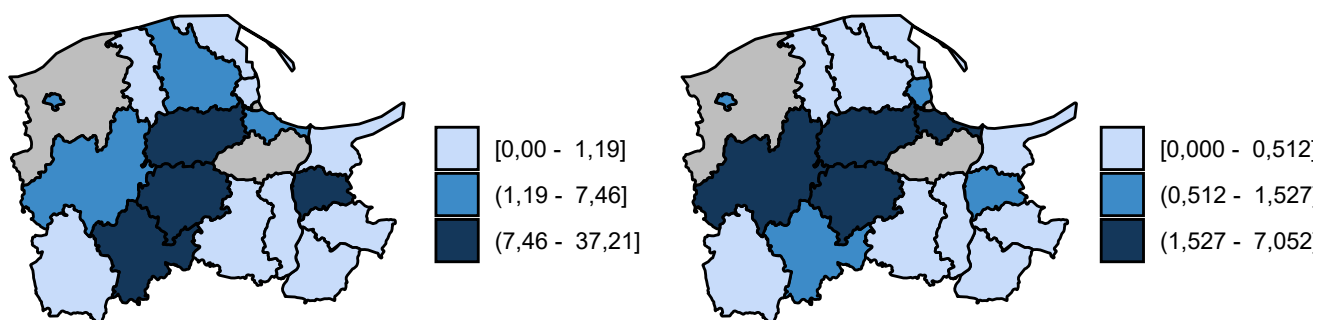 [0,00 - 1,19]
(1,19 - 7,46]
(7,46 - 37,21]
[0,000 - 0,512]
(0,512 - 1,527]
(1,527 - 7,052]